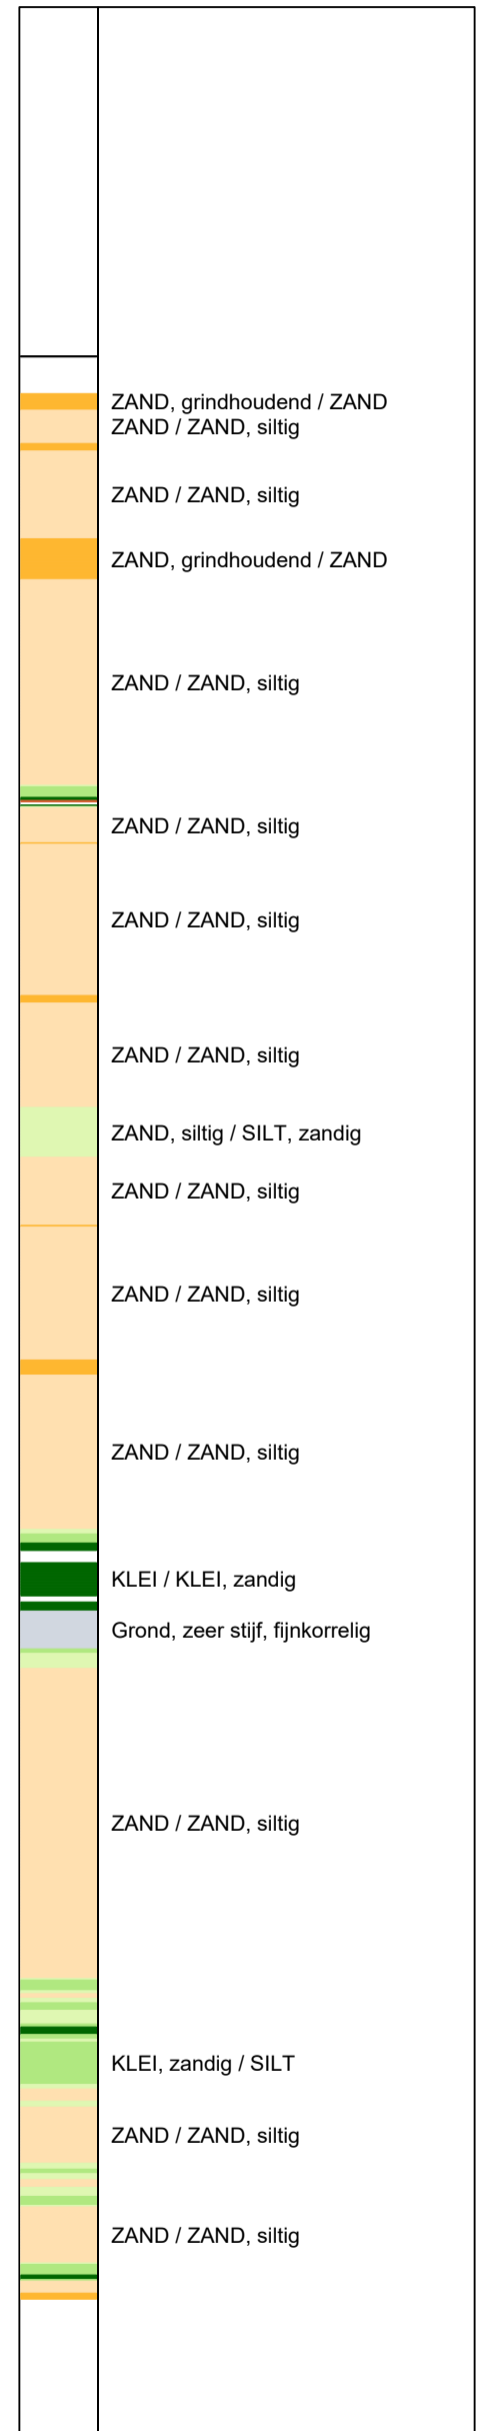 ZAND, grindhoudend / ZAND
ZAND / ZAND, siltig
ZAND / ZAND, siltig
ZAND, grindhoudend / ZAND
ZAND / ZAND, siltig
ZAND / ZAND, siltig
ZAND / ZAND, siltig
ZAND / ZAND, siltig
ZAND, siltig / SILT, zandig
ZAND / ZAND, siltig
ZAND / ZAND, siltig
ZAND / ZAND, siltig
KLEI / KLEI, zandig
Grond, zeer stijf, fijnkorrelig
ZAND / ZAND, siltig
KLEI, zandig / SILT
ZAND / ZAND, siltig
ZAND / ZAND, siltig